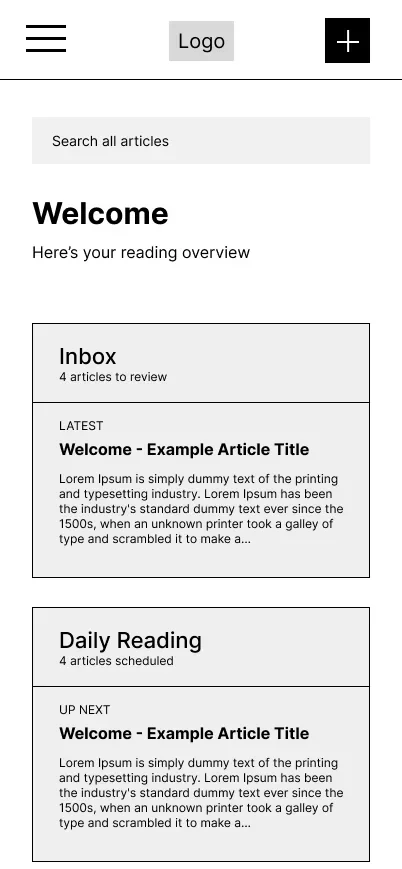 Logo
Search all articles
Welcome
Here's your reading overview
Inbox
4 articles to review
LATEST
Welcome - Example Article Title
Lorem Ipsum is simply dummy text of the printing
and typesetting industry. Lorem Ipsum has been
the industry's standard dummy text ever since the
1500s, when an unknown printer took a galley of
type and scrambled it to make a...
Daily Reading
4 articles scheduled
UP NEXT
Welcome - Example Article Title
Lorem Ipsum is simply dummy text of the printing
and typesetting industry. Lorem Ipsum has been
the industry's standard dummy text ever since the
1500s, when an unknown printer took a galley of
type and scrambled it to make a...